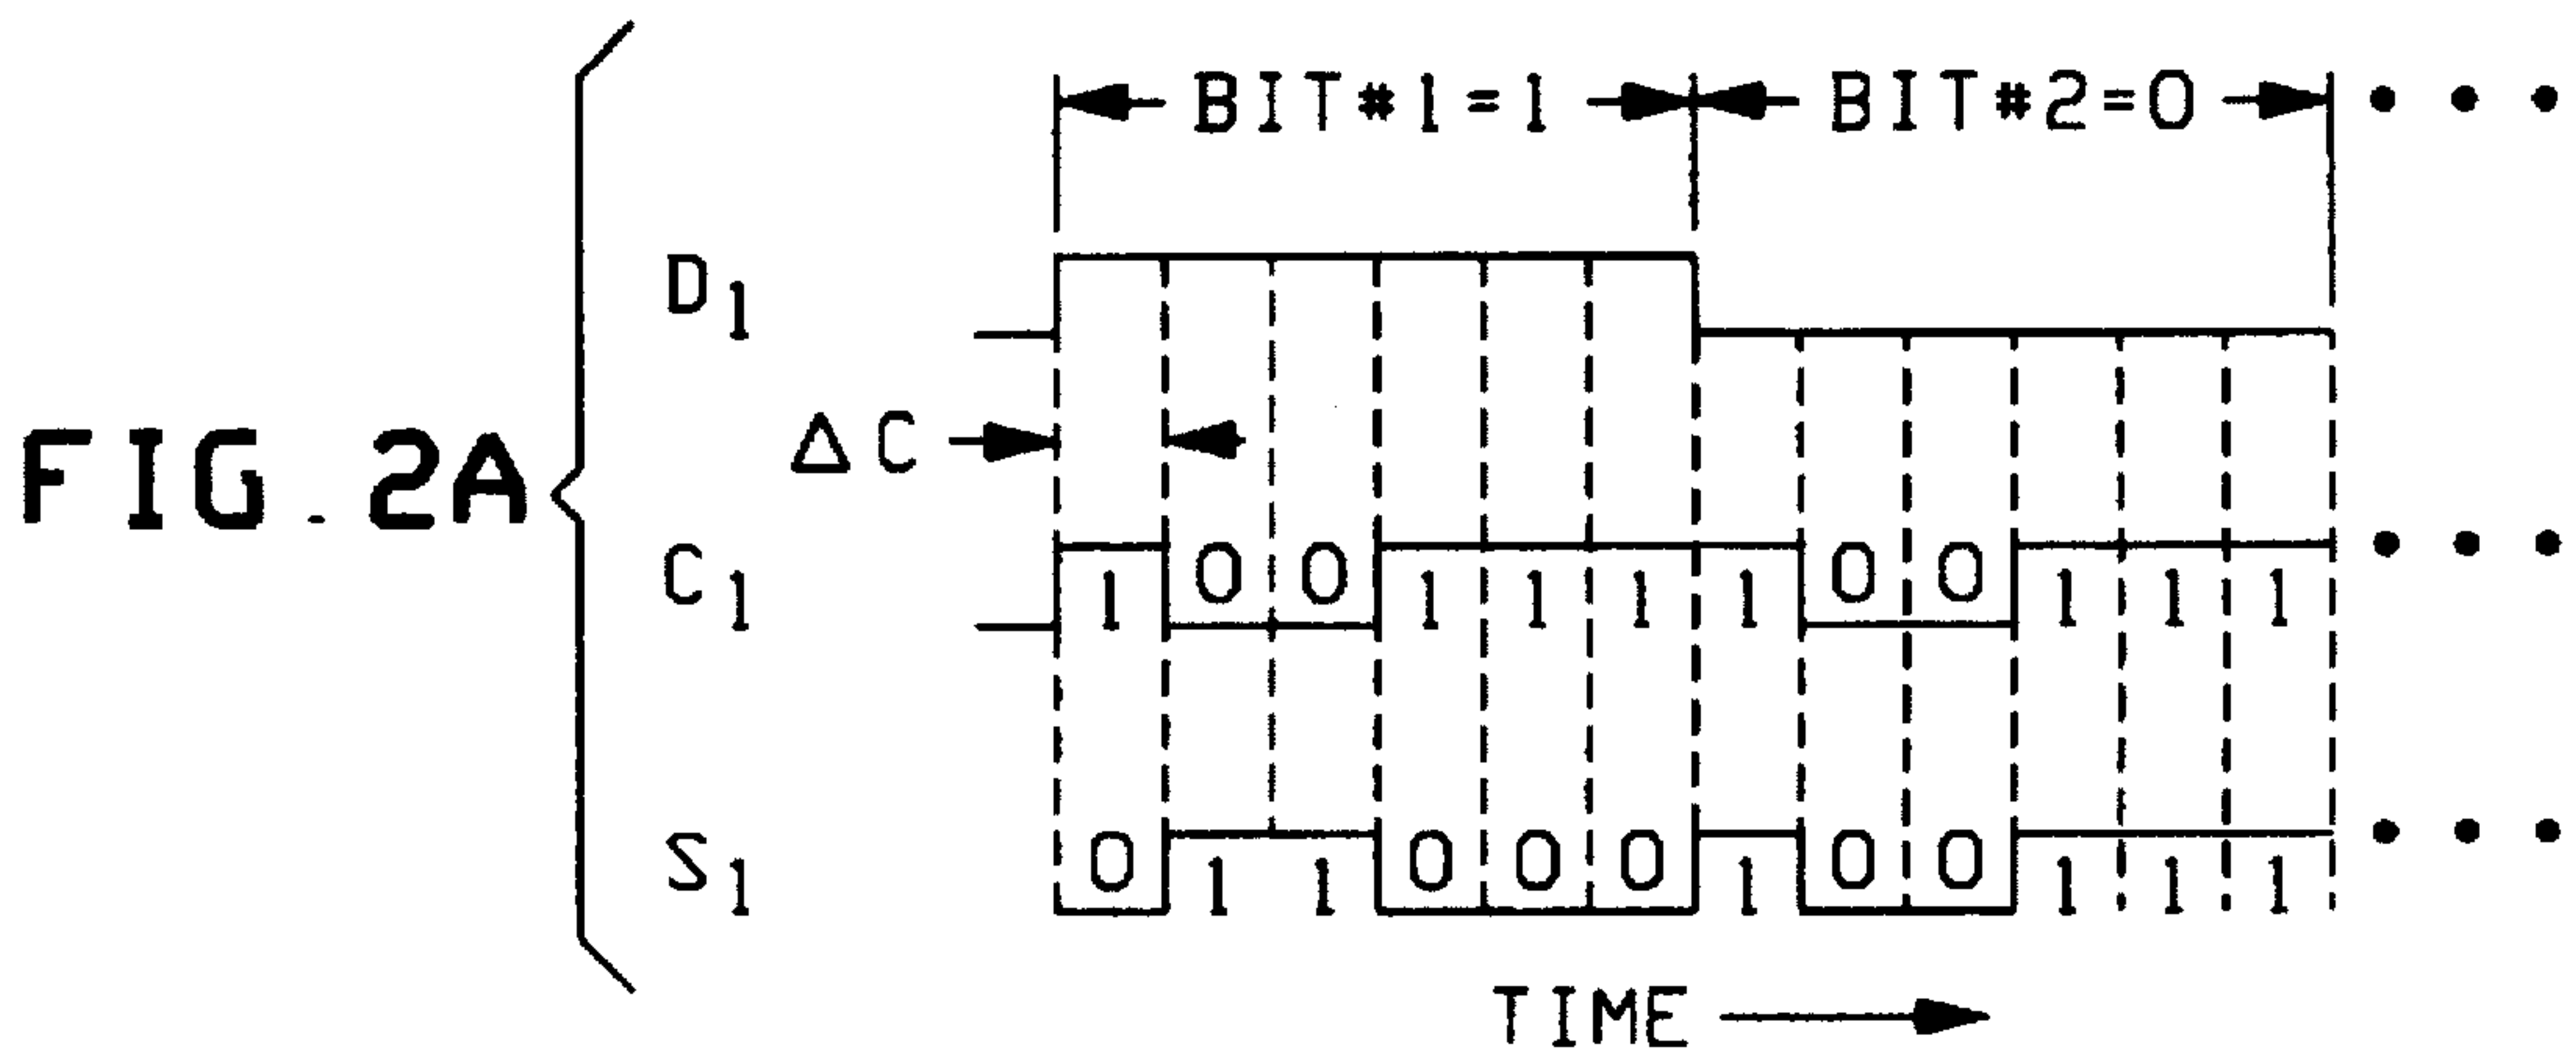 BIT#1=1 BIT#2=0
D1
ΔC
FIG. 2A
C1 1 0 0 1 1 1 1 0 0 1 1 1
S1 0 1 1 0 0 0 1 0 0 1 1 1
TIME